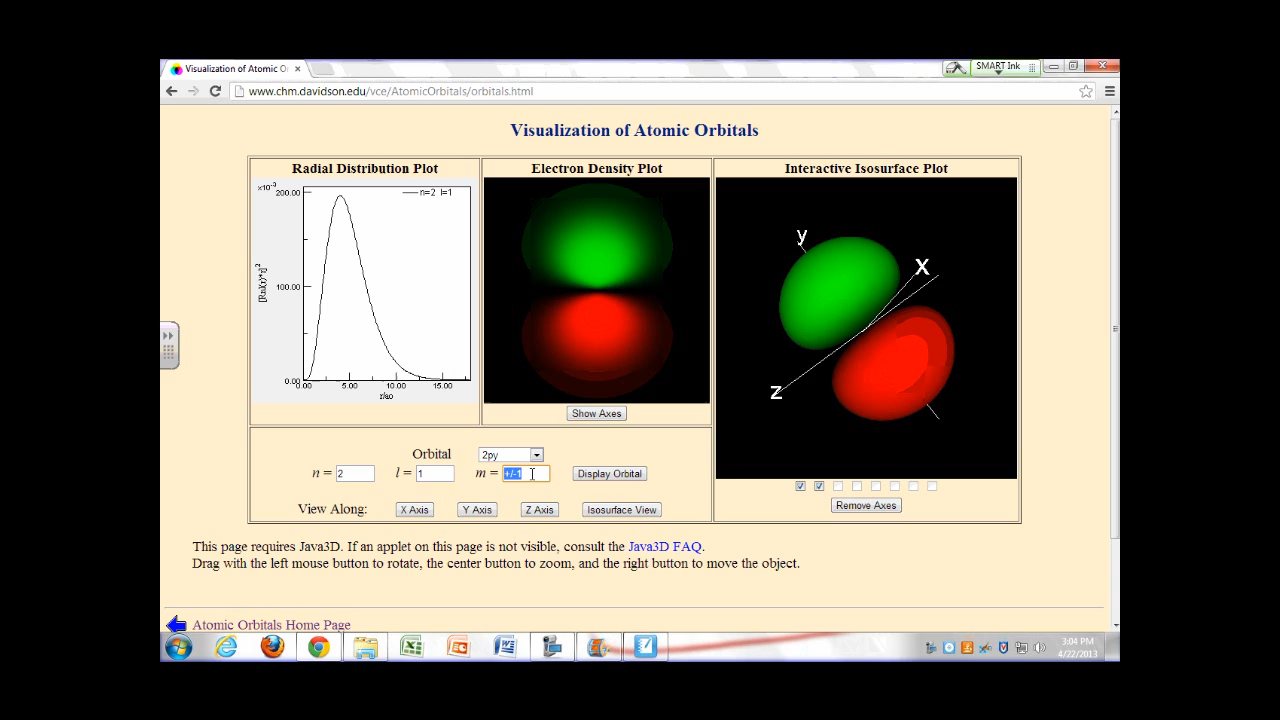 Visualization of Atomic O
SMART Ink
www.chm.davidson.edu/vce/AtomicOrbitals/orbitals.html
Visualization of Atomic Orbitals
Radial Distribution Plot
Electron Density Plot
Interactive Isosurface Plot
×10⁻³
200.00
n=2 l=1
100.00
0.00
0.00 5.00 10.00 15.00
r/ao
y
X
z
Show Axes
Orbital 2py
n = 2 l = 1 m = +/-1 Display Orbital
Remove Axes
View Along: X Axis Y Axis Z Axis Isosurface View
This page requires Java3D. If an applet on this page is not visible, consult the Java3D FAQ.
Drag with the left mouse button to rotate, the center button to zoom, and the right button to move the object.
Atomic Orbitals Home Page
3:04 PM
4/22/2013